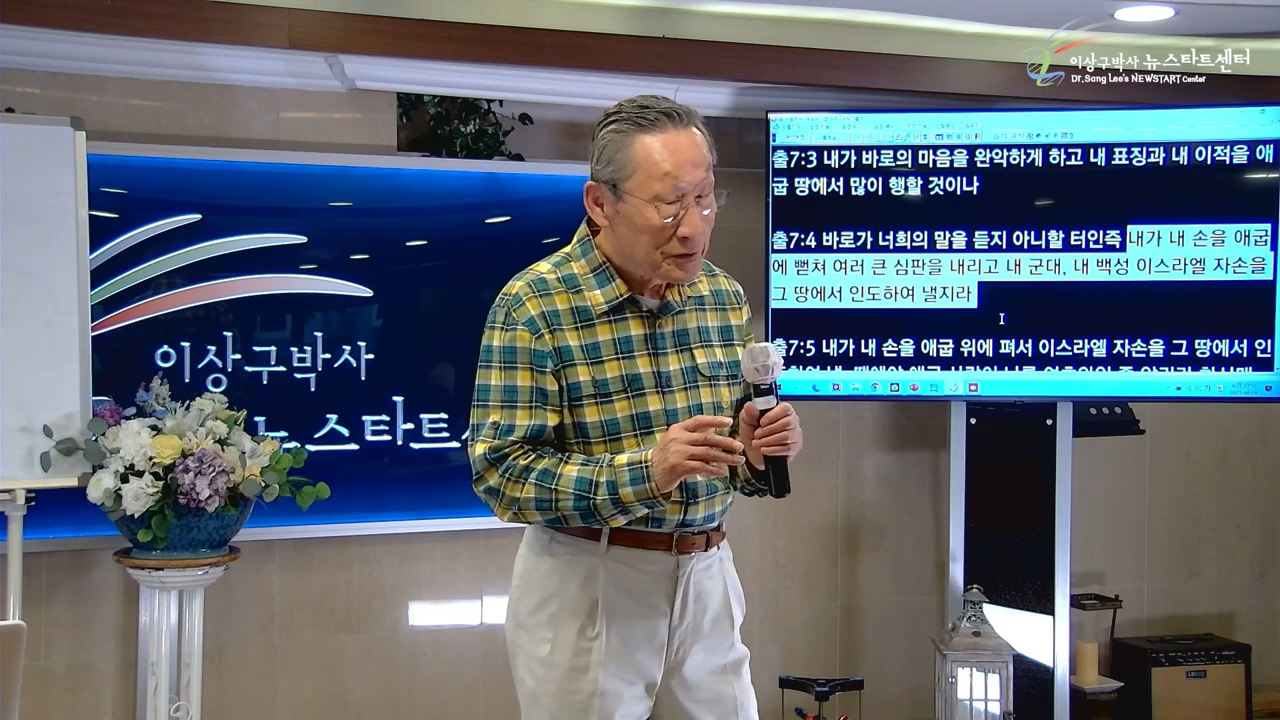 이상구박사 뉴스타트센터
Dr. Sang Lee's NEWSTART Center
출7:3 내가 바로의 마음을 완악하게 하고 내 표징과 내 이적을 애
굽 땅에서 많이 행할 것이나
출7:4 바로가 너희의 말을 듣지 아니할 터인즉 내가 내 손을 애굽
에 뻗쳐 여러 큰 심판을 내리고 내 군대, 내 백성 이스라엘 자손을
그 땅에서 인도하여 낼지라
출7:5 내가 내 손을 애굽 위에 펴서 이스라엘 자손을 그 땅에서 인
이상구박사
뉴스타트